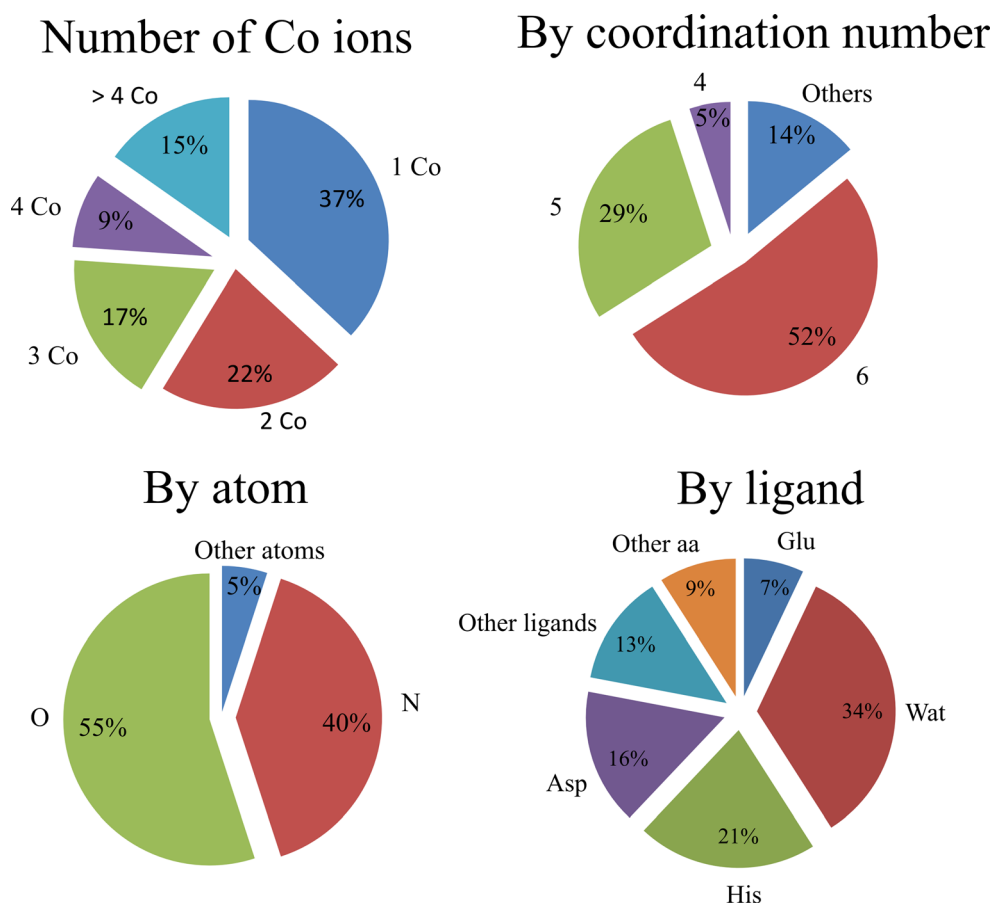 Number of Co ions
> 4 Co
15%
1 Co
37%
4 Co
9%
17%
3 Co
22%
2 Co
By coordination number
4
Others
5%
14%
5
29%
52%
6
By atom
Other atoms
5%
O
55%
40%
N
By ligand
Other aa
Glu
9%
7%
Other ligands
13%
34%
Wat
16%
Asp
21%
His